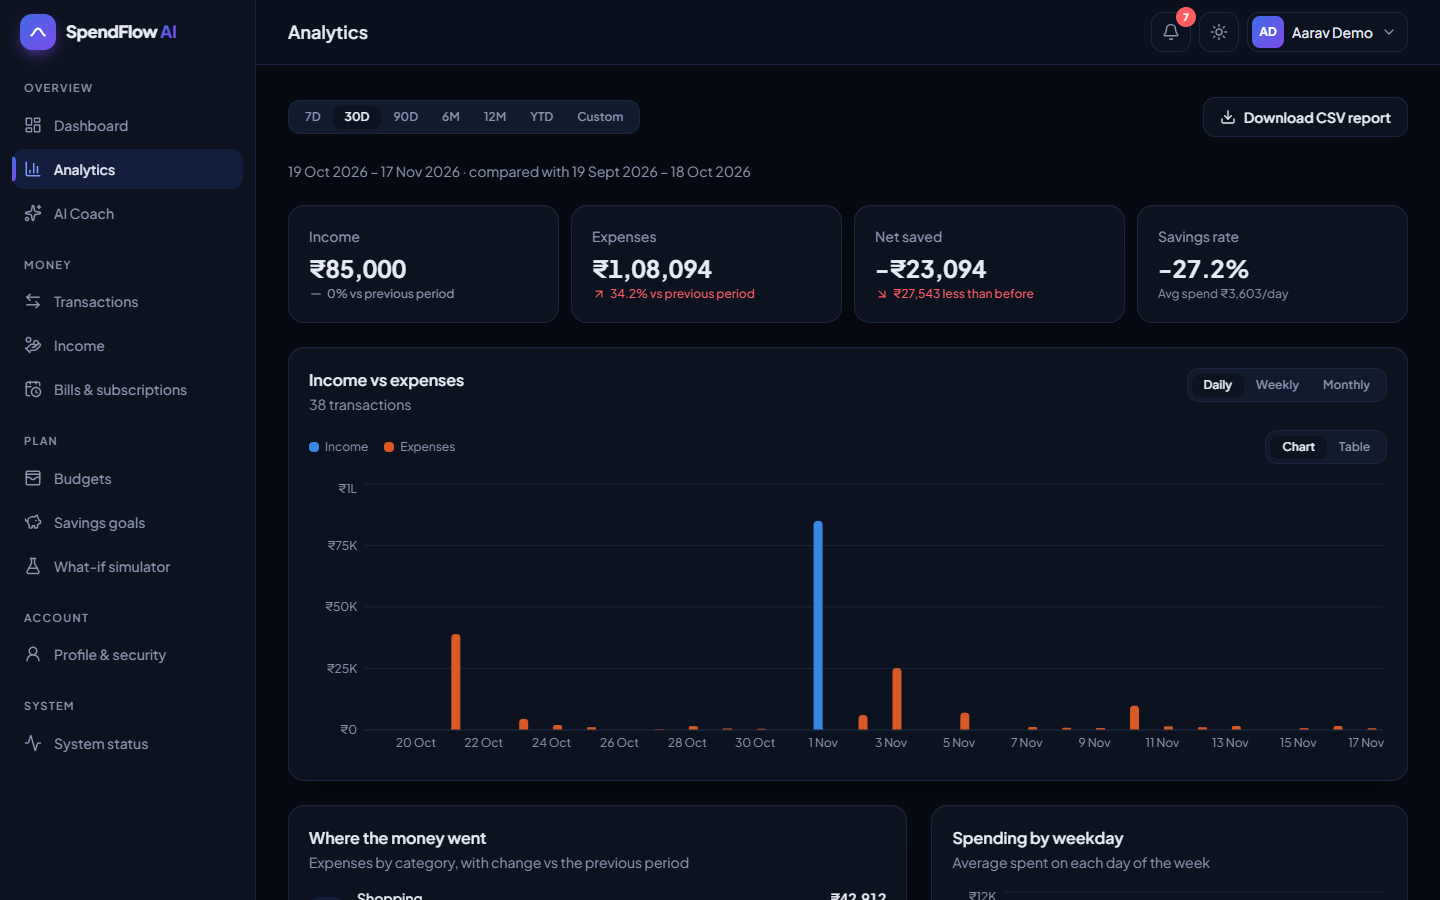 SpendFlow AI
OVERVIEW
Dashboard
Analytics
AI Coach
MONEY
Transactions
Income
Bills & subscriptions
PLAN
Budgets
Savings goals
What-if simulator
ACCOUNT
Profile & security
SYSTEM
System status
Analytics
7
AD
Aarav Demo
7D 30D 90D 6M 12M YTD Custom
Download CSV report
19 Oct 2026 – 17 Nov 2026 · compared with 19 Sept 2026 – 18 Oct 2026
Income
₹85,000
0% vs previous period
Expenses
₹1,08,094
34.2% vs previous period
Net saved
-₹23,094
₹27,543 less than before
Savings rate
-27.2%
Avg spend ₹3,603/day
Income vs expenses
38 transactions
Daily Weekly Monthly
Income Expenses
Chart Table
₹1L
₹75K
₹50K
₹25K
₹0
20 Oct 22 Oct 24 Oct 26 Oct 28 Oct 30 Oct 1 Nov 3 Nov 5 Nov 7 Nov 9 Nov 11 Nov 13 Nov 15 Nov 17 Nov
Where the money went
Expenses by category, with change vs the previous period
Shopping ₹42,912
Spending by weekday
Average spent on each day of the week
₹12K